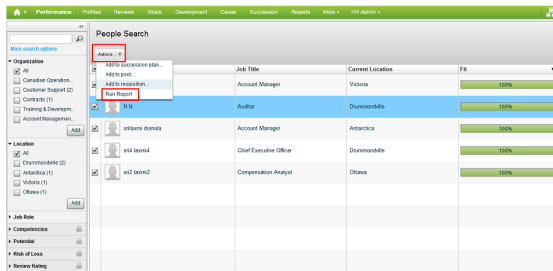 Performance Profiles Reviews Goals Development Career Succession Reports More HR Admin
People Search
More search options
Actions
Add to succession plan...
Add to pool...
Add to requisition...
Run Report
Job Title Current Location Fit
Account Manager Victoria 100%
N N Auditor Drummondville 100%
srilaxmi domala Account Manager Antarctica 100%
sri4 laxmi4 Chief Executive Officer Drummondville 100%
sri2 laxmi2 Compensation Analyst Ottawa 100%
Organization
All
Canadian Operation...
Customer Support (2)
Contracts (1)
Training & Developm...
Account Managemen...
Add
Location
All
Drummondville (2)
Antarctica (1)
Victoria (1)
Ottawa (1)
Add
Job Role
Competencies
Potential
Risk of Loss
Review Rating